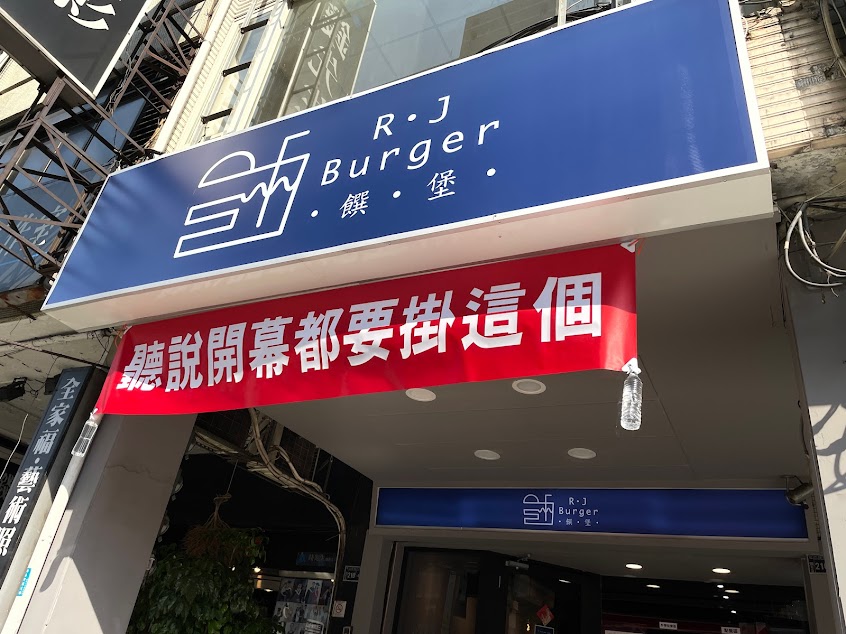 R·J
Burger
·饌·堡·
聽說開幕都要掛這個
全家福·藝術照
R·J
Burger
·饌·堡·